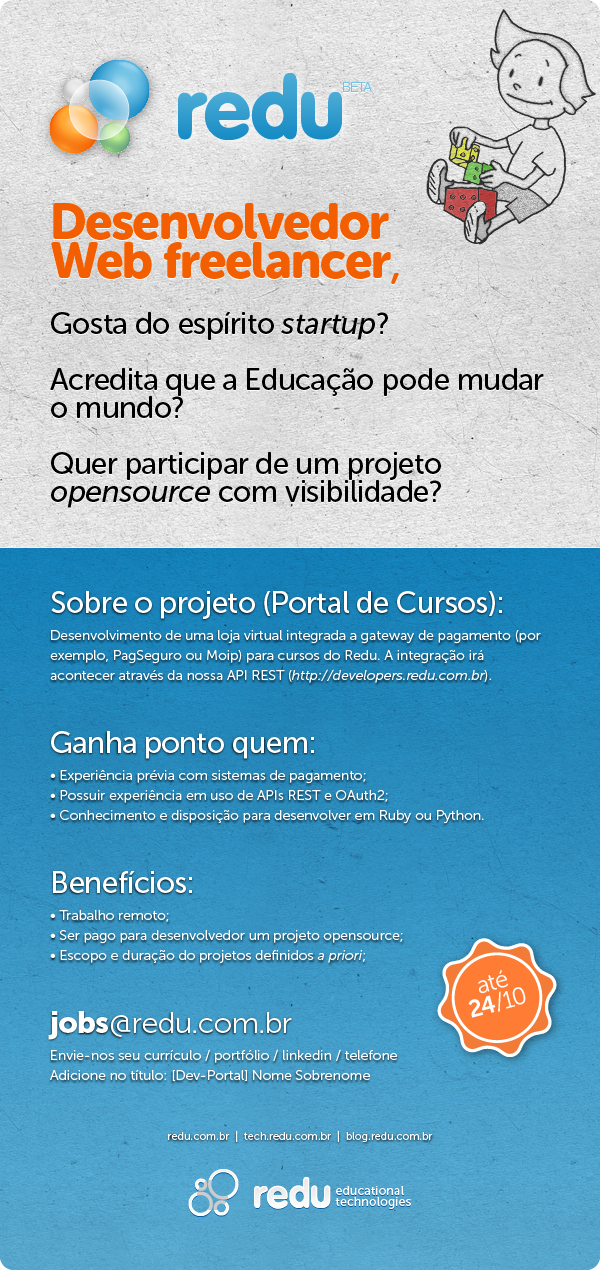 redu BETA
Desenvolvedor
Web freelancer,
Gosta do espírito startup?
Acredita que a Educação pode mudar
o mundo?
Quer participar de um projeto
opensource com visibilidade?
Sobre o projeto (Portal de Cursos):
Desenvolvimento de uma loja virtual integrada a gateway de pagamento (por
exemplo, PagSeguro ou Moip) para cursos do Redu. A integração irá
acontecer através da nossa API REST (http://developers.redu.com.br).
Ganha ponto quem:
• Experiência prévia com sistemas de pagamento;
• Possuir experiência em uso de APIs REST e OAuth2;
• Conhecimento e disposição para desenvolver em Ruby ou Python.
Benefícios:
• Trabalho remoto;
• Ser pago para desenvolvedor um projeto opensource;
• Escopo e duração do projetos definidos a priori;
até
24/10
jobs@redu.com.br
Envie-nos seu currículo / portfólio / linkedin / telefone
Adicione no título: [Dev-Portal] Nome Sobrenome
redu.com.br | tech.redu.com.br | blog.redu.com.br
redu educational
technologies